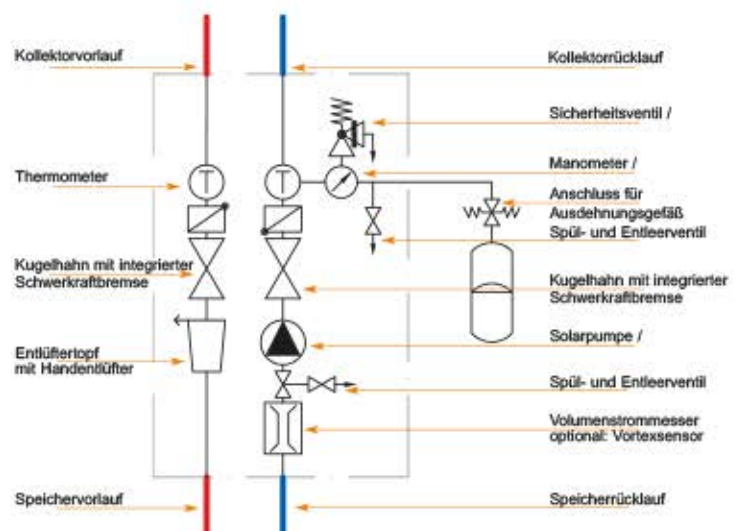 Kollektorvorlauf
Kollektorrücklauf
Sicherheitsventil /
Thermometer
T
T
Manometer /
Anschluss für
Ausdehnungsgefäß
Spül- und Entleerventil
Kugelhahn mit integrierter
Schwerkraftbremse
Kugelhahn mit integrierter
Schwerkraftbremse
Solarpumpe /
Entlüftertopf
mit Handentlüfter
Spül- und Entleerventil
Volumenstrommesser
optional: Vortexsensor
Speichervorlauf
Speicherrücklauf